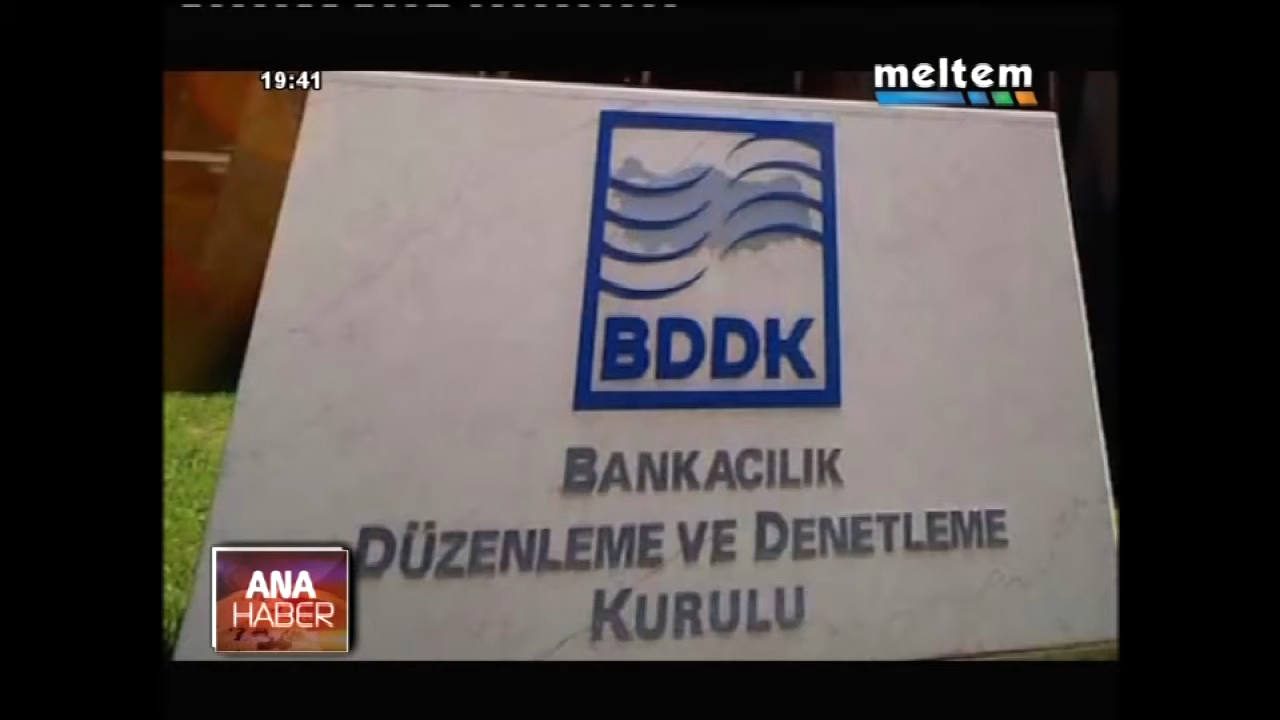 19:41
meltem
BDDK
BANKACILIK
DÜZENLEME VE DENETLEME
KURULU
ANA
HABER